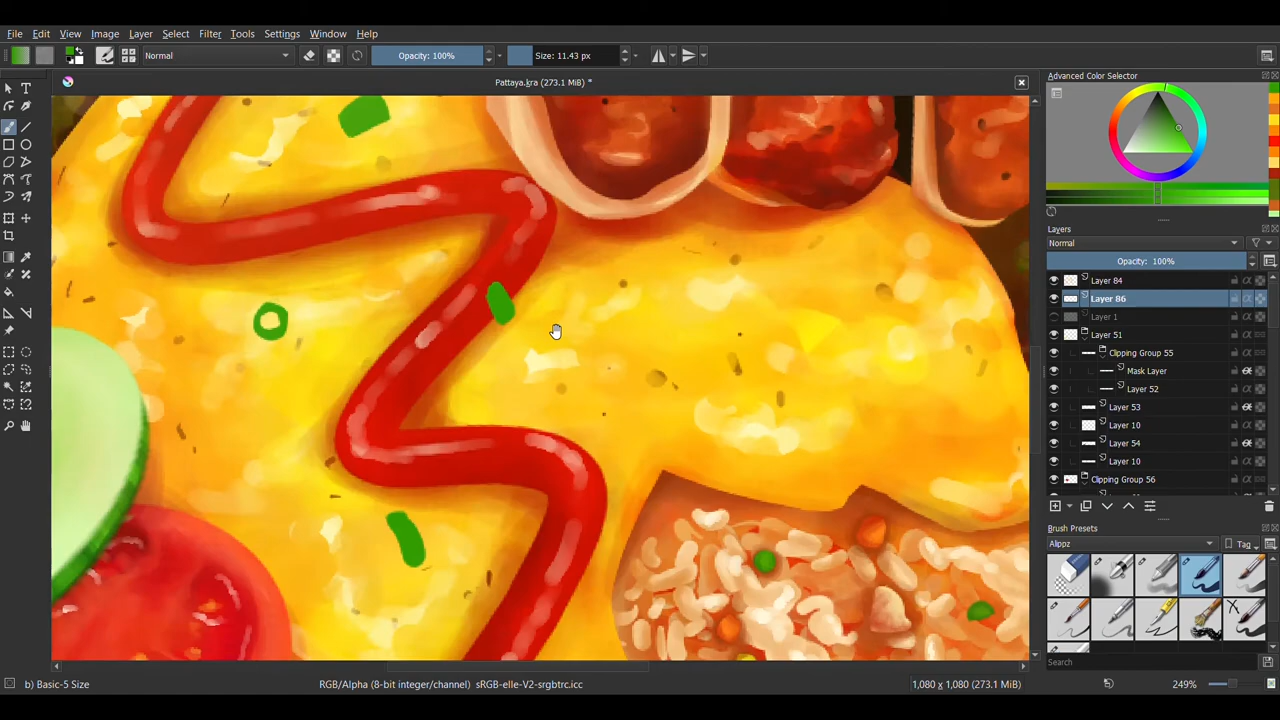 File Edit View Image Layer Select Filter Tools Settings Window Help
Normal Opacity: 100% Size: 11.43 px
Pattaya.kra (273.1 MiB) *
Advanced Color Selector
Layers
Normal
Opacity: 100%
Layer 84
Layer 86
Layer 1
Layer 51
Clipping Group 55
Mask Layer
Layer 52
Layer 53
Layer 10
Layer 54
Layer 10
Clipping Group 56
Brush Presets
Alippz Tag
Search
b) Basic-5 Size RGB/Alpha (8-bit integer/channel) sRGB-elle-V2-srgbtrc.icc 1,080 x 1,080 (273.1 MiB) 249%